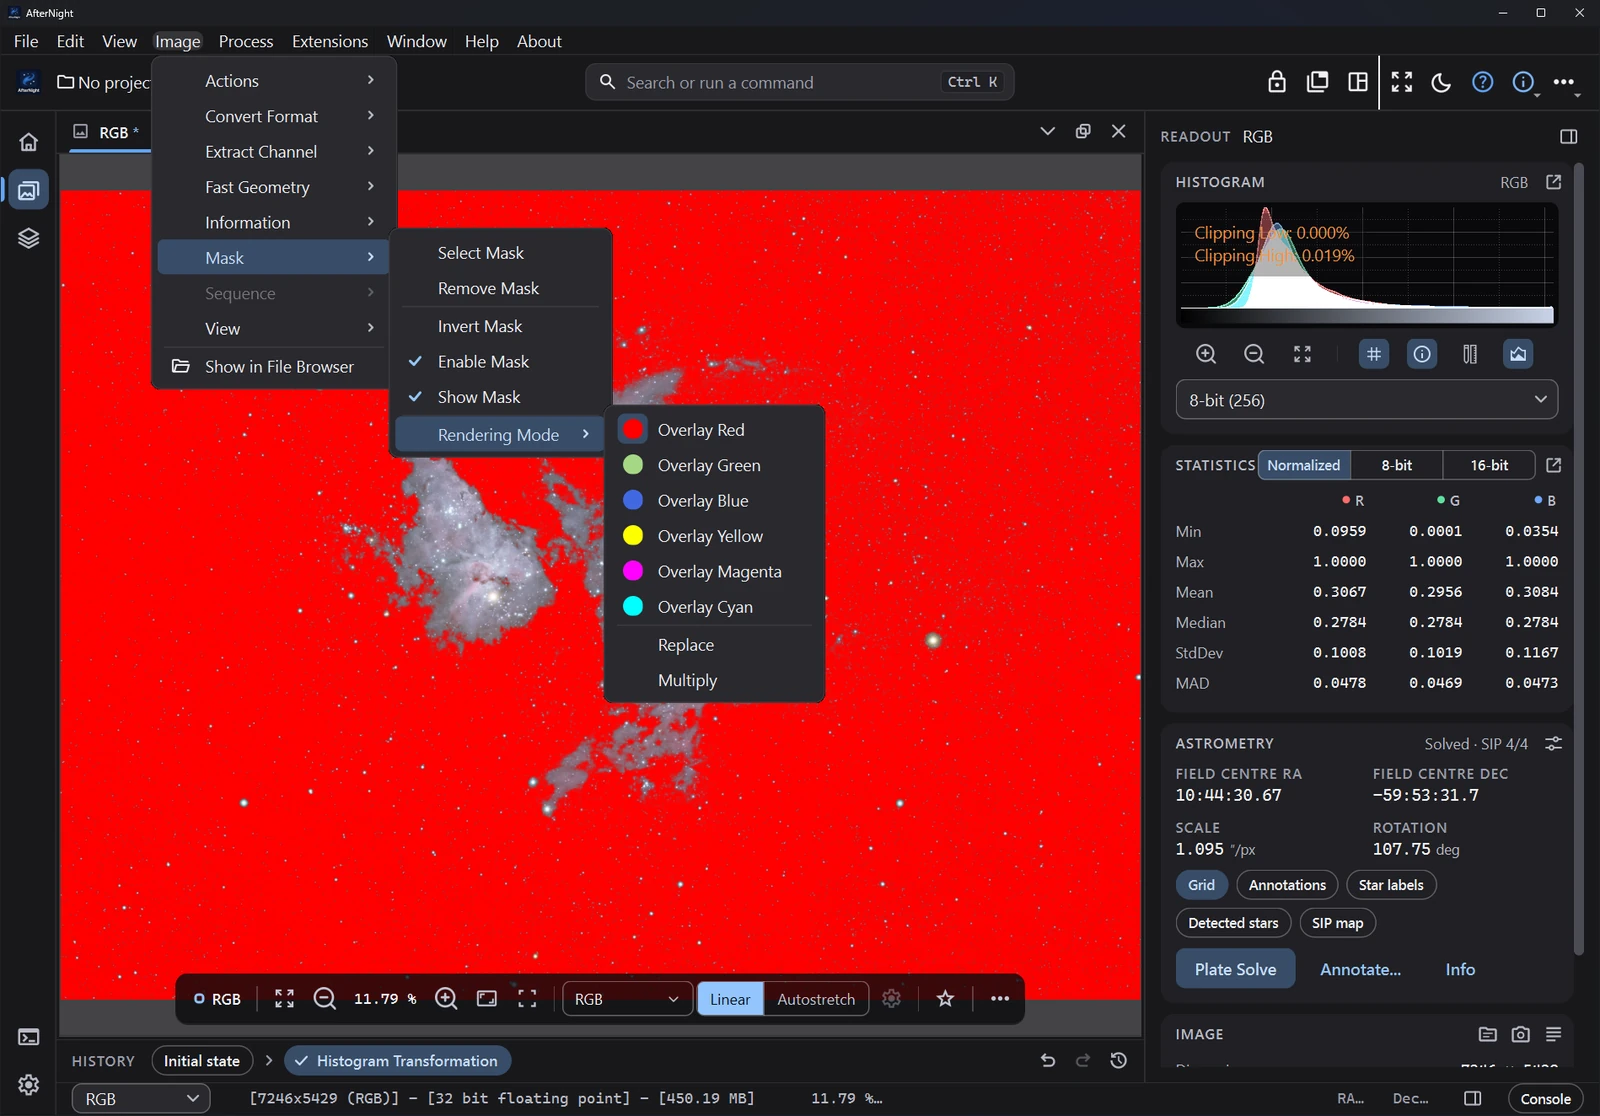 AfterNight
File Edit View Image Process Extensions Window Help About
No projec
Search or run a command Ctrl K
RGB *
Actions
Convert Format
Extract Channel
Fast Geometry
Information
Mask
Sequence
View
Show in File Browser
Select Mask
Remove Mask
Invert Mask
Enable Mask
Show Mask
Rendering Mode
Overlay Red
Overlay Green
Overlay Blue
Overlay Yellow
Overlay Magenta
Overlay Cyan
Replace
Multiply
READOUT RGB
HISTOGRAM RGB
Clipping Low: 0.000%
Clipping High: 0.019%
8-bit (256)
STATISTICS Normalized 8-bit 16-bit
R G B
Min 0.0959 0.0001 0.0354
Max 1.0000 1.0000 1.0000
Mean 0.3067 0.2956 0.3084
Median 0.2784 0.2784 0.2784
StdDev 0.1008 0.1019 0.1167
MAD 0.0478 0.0469 0.0473
ASTROMETRY Solved · SIP 4/4
FIELD CENTRE RA FIELD CENTRE DEC
10:44:30.67 −59:53:31.7
SCALE ROTATION
1.095 "/px 107.75 deg
Grid Annotations Star labels
Detected stars SIP map
Plate Solve Annotate... Info
IMAGE
RGB 11.79 % RGB Linear Autostretch
HISTORY Initial state Histogram Transformation
RGB [7246x5429 (RGB)] − [32 bit floating point] − [450.19 MB] 11.79 %… RA… Dec… Console